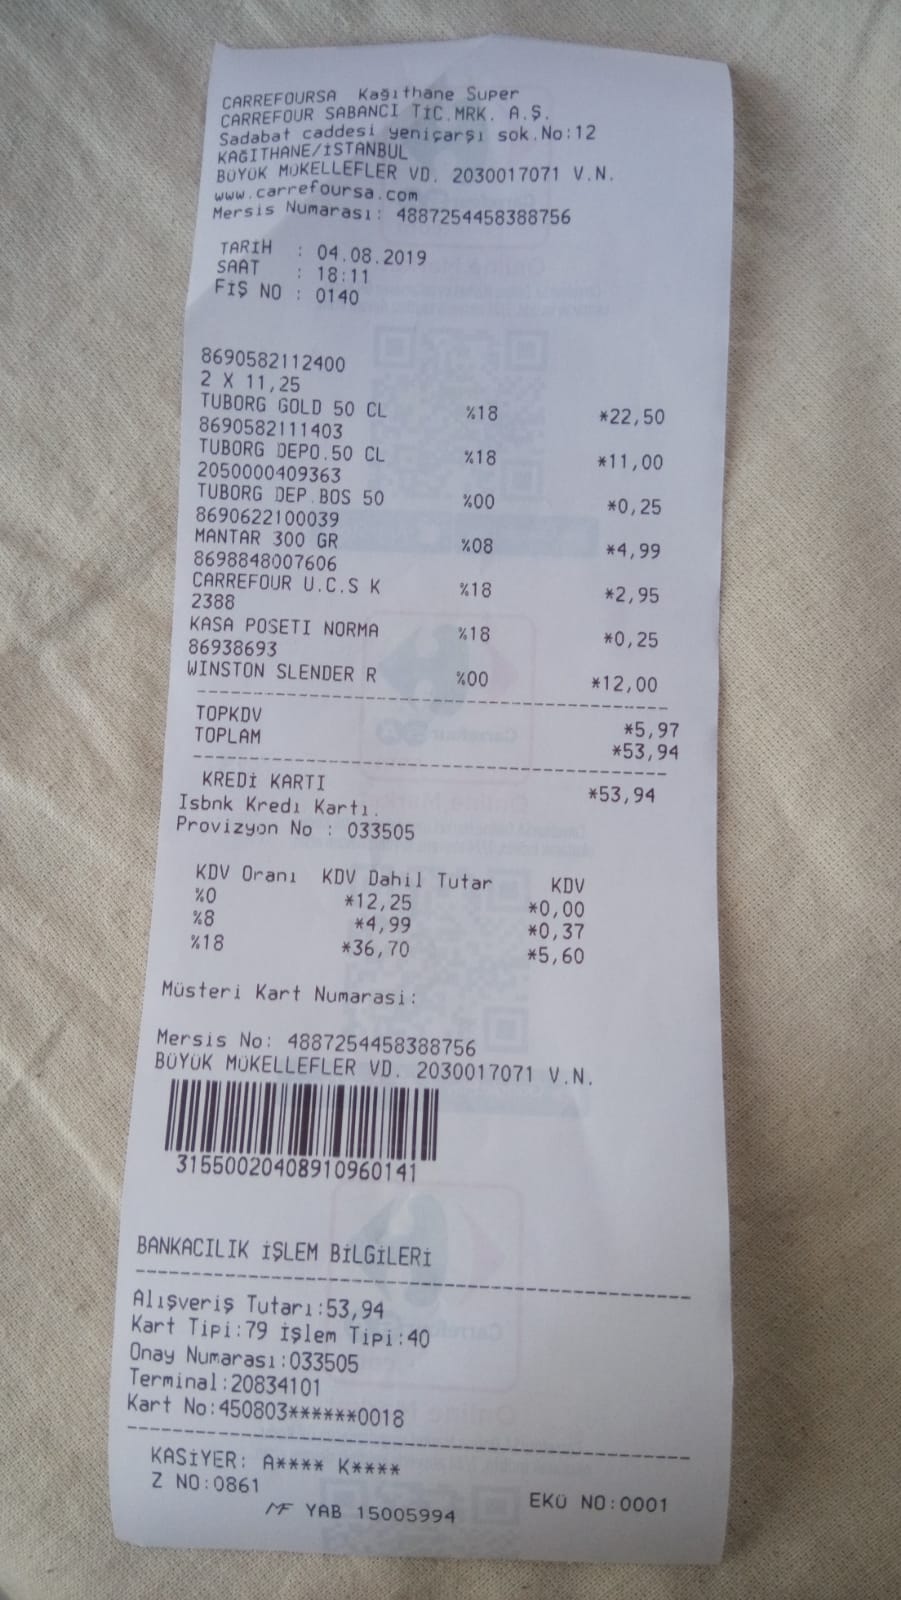 CARREFOURSA Kağıthane Super
CARREFOUR SABANCI TİC.MRK. A.Ş.
Sadabat caddesi yeniçarşı sok.No:12
KAĞITHANE/İSTANBUL
BÜYÜK MÜKELLEFLER VD. 2030017071 V.N.
www.carrefoursa.com
Mersis Numarası: 4887254458388756
TARİH : 04.08.2019
SAAT : 18:11
FİŞ NO : 0140
8690582112400
2 X 11,25
TUBORG GOLD 50 CL %18 *22,50
8690582111403
TUBORG DEPO.50 CL %18 *11,00
2050000409363
TUBORG DEP.BOS 50 %00 *0,25
8690622100039
MANTAR 300 GR %08 *4,99
8698848007606
CARREFOUR U.C.S K %18 *2,95
2388
KASA POSETI NORMA %18 *0,25
86938693
WINSTON SLENDER R %00 *12,00
TOPKDV *5,97
TOPLAM *53,94
KREDİ KARTI *53,94
Isbnk Kredi Kartı.
Provizyon No : 033505
KDV Oranı KDV Dahil Tutar KDV
%0 *12,25 *0,00
%8 *4,99 *0,37
%18 *36,70 *5,60
Müsteri Kart Numarasi:
Mersis No: 4887254458388756
BÜYÜK MÜKELLEFLER VD. 2030017071 V.N.
31550020408910960141
BANKACILIK İŞLEM BİLGİLERİ
Alışveriş Tutarı:53,94
Kart Tipi:79 İşlem Tipi:40
Onay Numarası:033505
Terminal:20834101
Kart No:450803******0018
KASİYER: A**** K****
Z NO:0861 EKÜ NO:0001
MF YAB 15005994